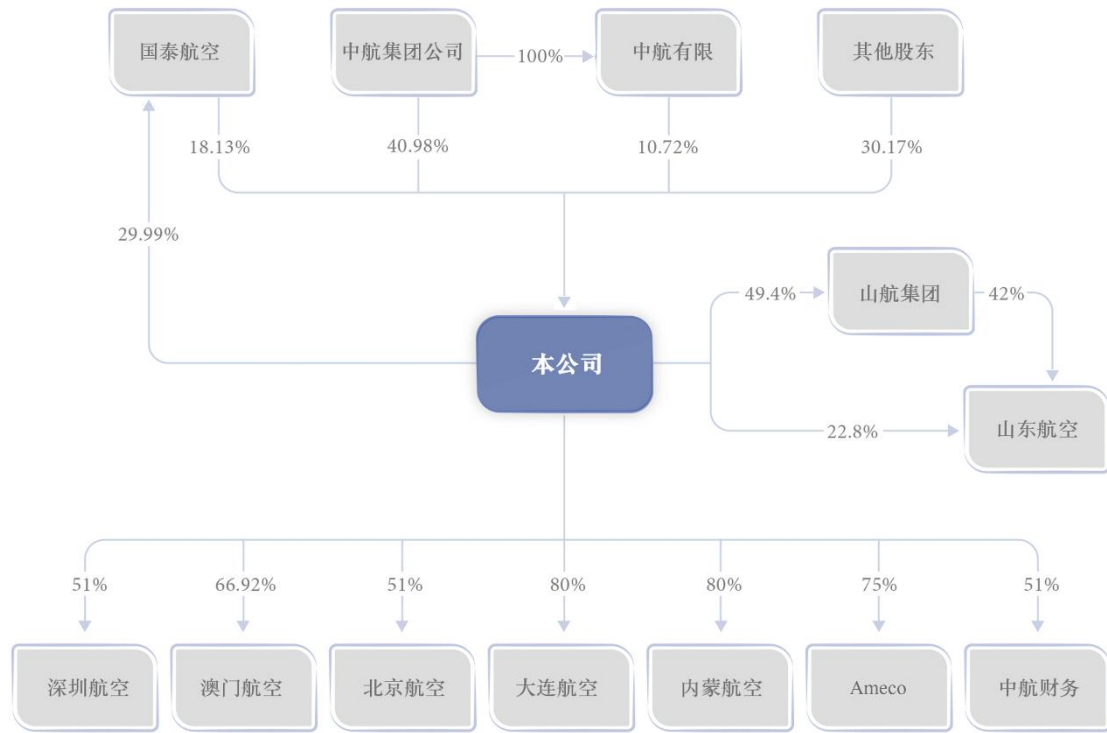 国泰航空
中航集团公司
100%
中航有限
其他股东
18.13%
40.98%
10.72%
30.17%
29.99%
49.4%
山航集团
42%
本公司
22.8%
山东航空
51%
66.92%
51%
80%
80%
75%
51%
深圳航空
澳门航空
北京航空
大连航空
内蒙航空
Ameco
中航财务